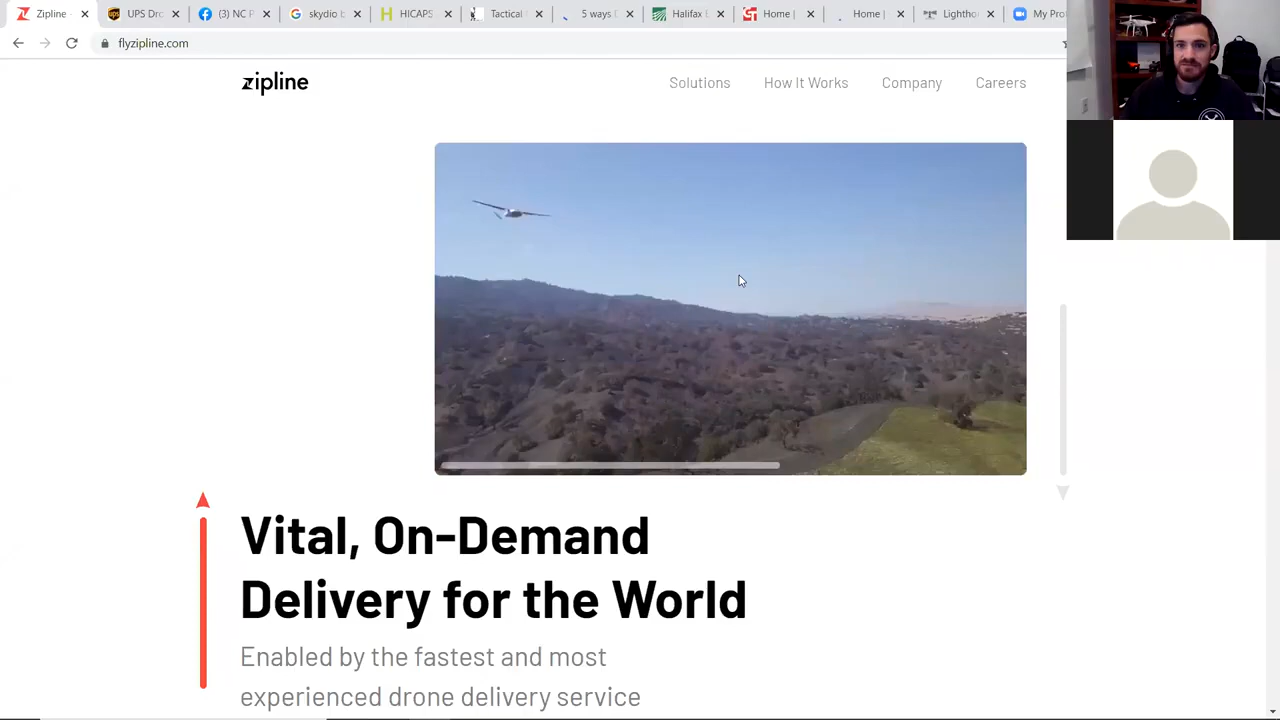 Zipline -
UPS Dro
(3) NC P
skydio b
HICAPS
Tactical
5 ways D
Halifax I
Home |
Hom
Lightho
My Pro
flyzipline.com
zipline
Solutions
How It Works
Company
Careers
Vital, On-Demand
Delivery for the World
Enabled by the fastest and most
experienced drone delivery service